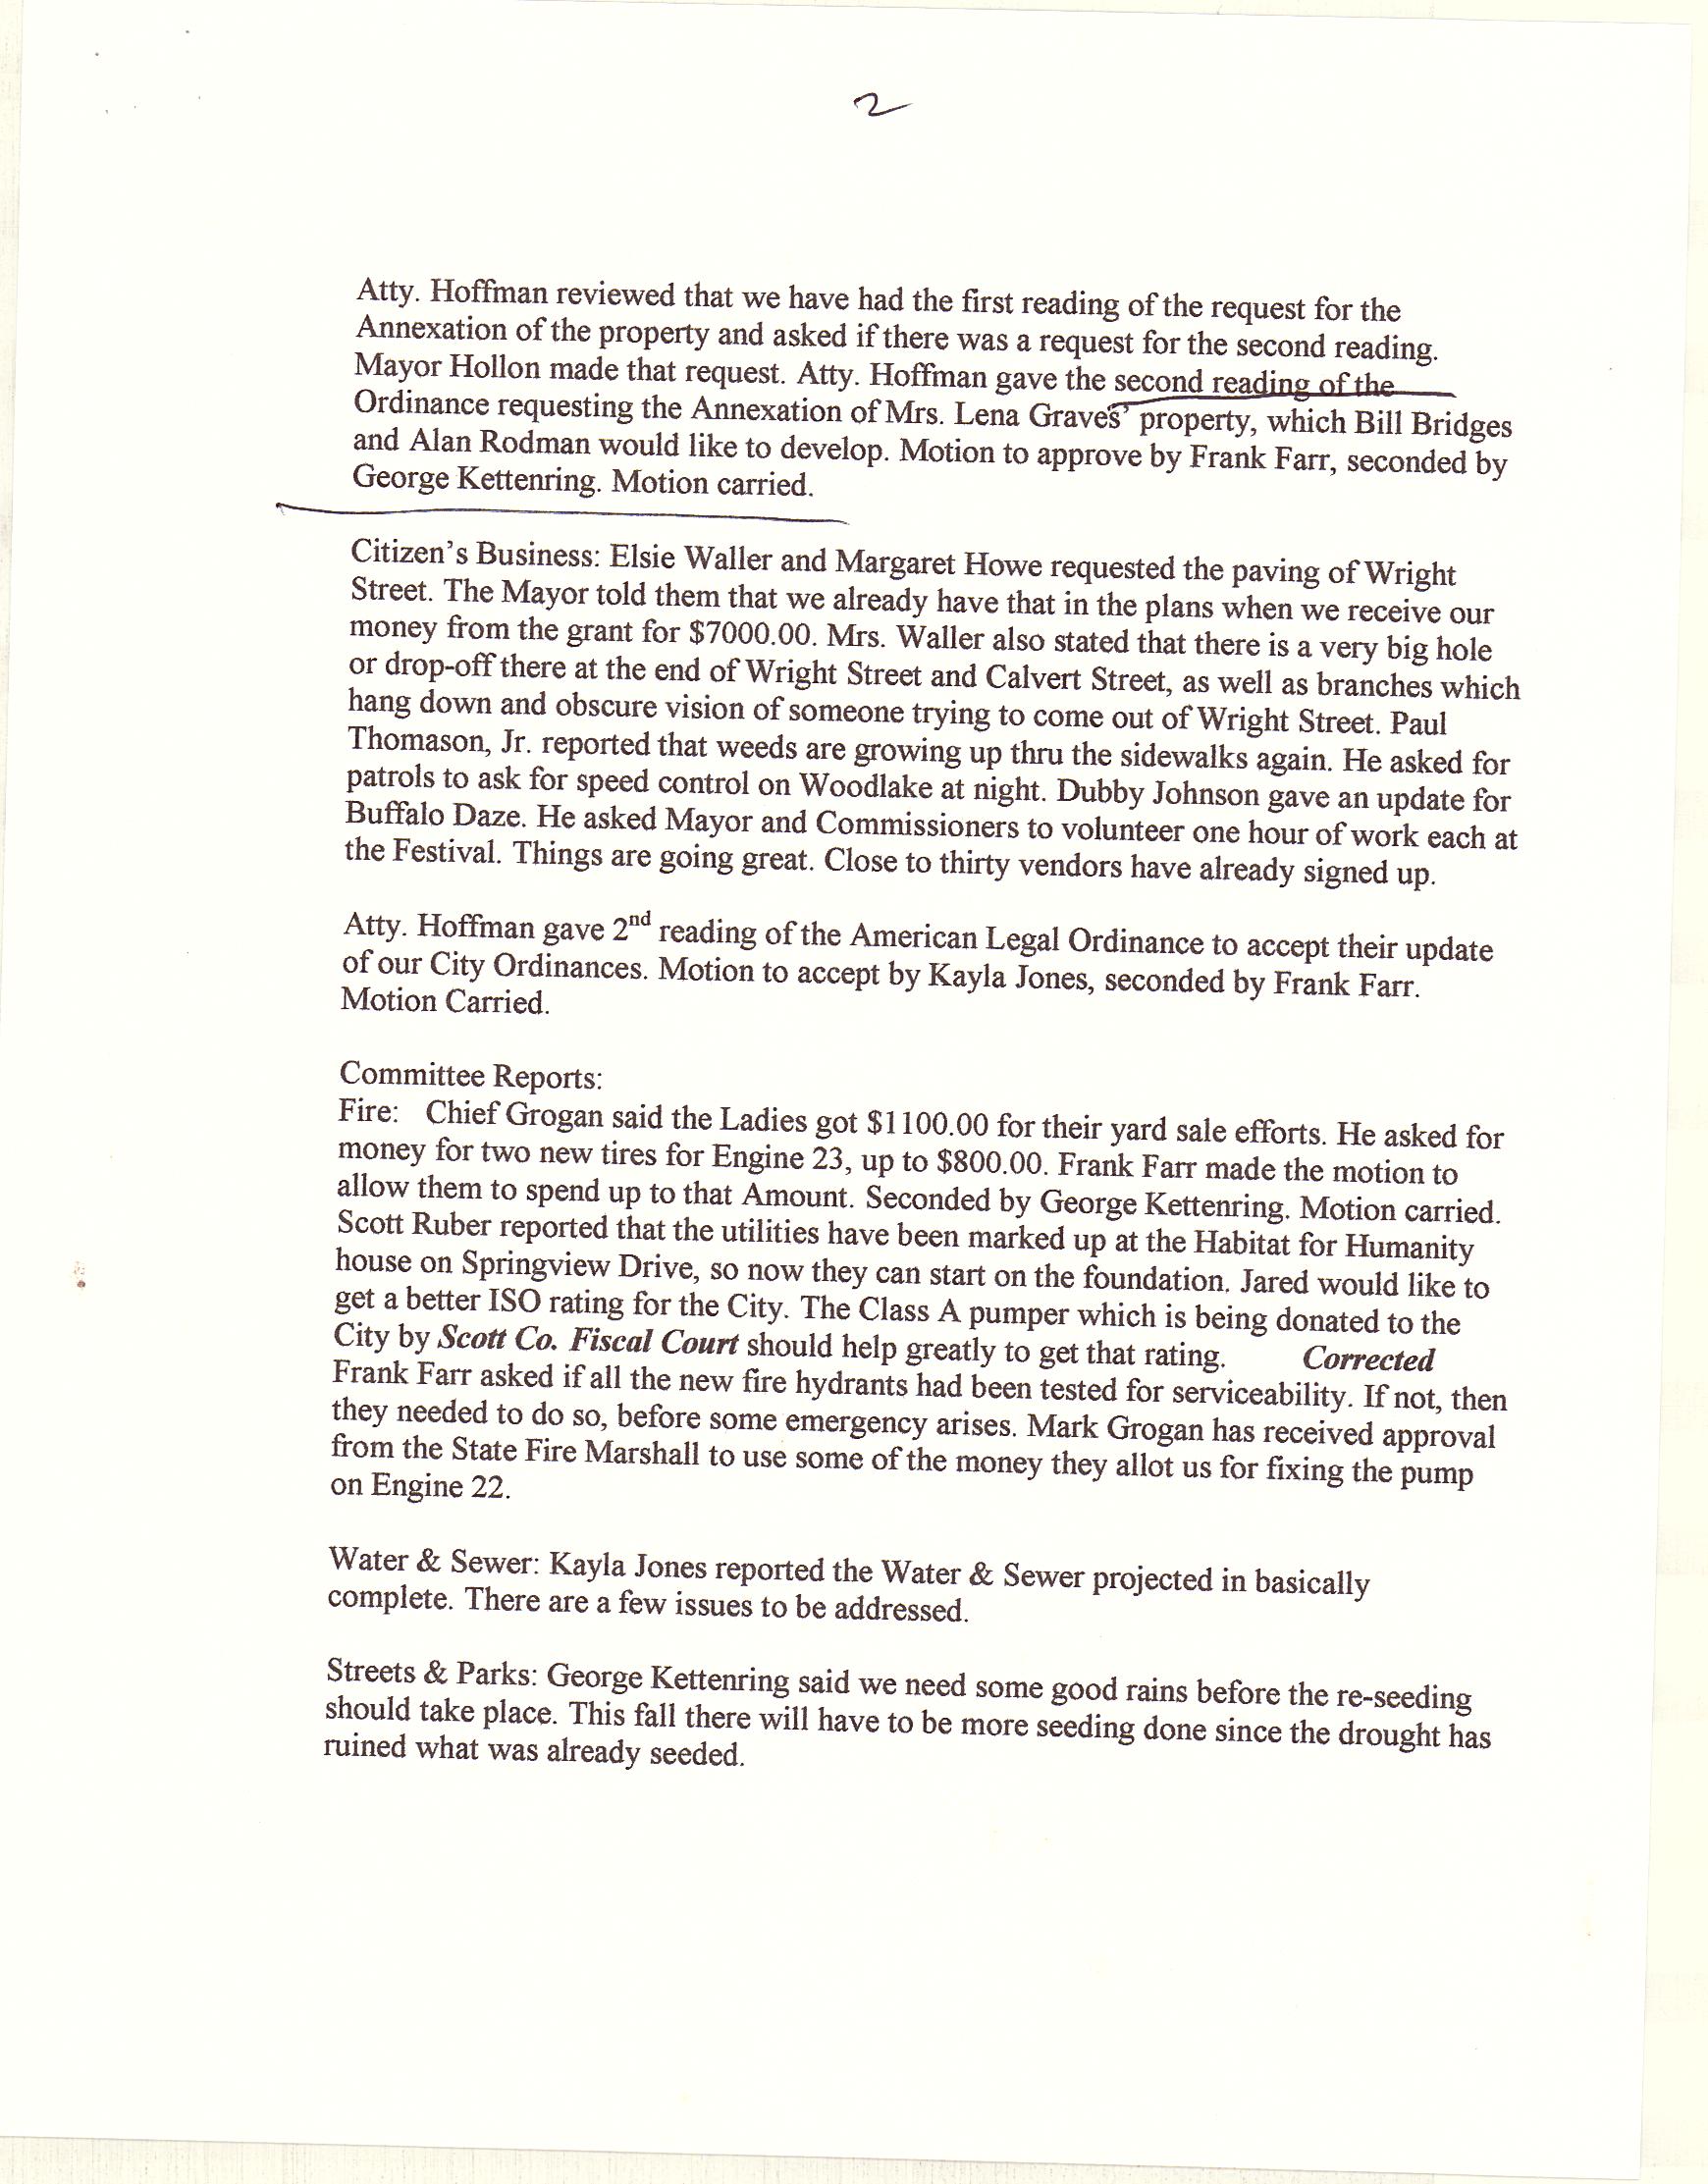 2
Atty. Hoffman reviewed that we have had the first reading of the request for the
Annexation of the property and asked if there was a request for the second reading.
Mayor Hollon made that request. Atty. Hoffman gave the second reading of the
Ordinance requesting the Annexation of Mrs. Lena Graves’ property, which Bill Bridges
and Alan Rodman would like to develop. Motion to approve by Frank Farr, seconded by
George Kettenring. Motion carried.
Citizen’s Business: Elsie Waller and Margaret Howe requested the paving of Wright
Street. The Mayor told them that we already have that in the plans when we receive our
money from the grant for $7000.00. Mrs. Waller also stated that there is a very big hole
or drop-off there at the end of Wright Street and Calvert Street, as well as branches which
hang down and obscure vision of someone trying to come out of Wright Street. Paul
Thomason, Jr. reported that weeds are growing up thru the sidewalks again. He asked for
patrols to ask for speed control on Woodlake at night. Dubby Johnson gave an update for
Buffalo Daze. He asked Mayor and Commissioners to volunteer one hour of work each at
the Festival. Things are going great. Close to thirty vendors have already signed up.
Atty. Hoffman gave 2nd reading of the American Legal Ordinance to accept their update
of our City Ordinances. Motion to accept by Kayla Jones, seconded by Frank Farr.
Motion Carried.
Committee Reports:
Fire: Chief Grogan said the Ladies got $1100.00 for their yard sale efforts. He asked for
money for two new tires for Engine 23, up to $800.00. Frank Farr made the motion to
allow them to spend up to that Amount. Seconded by George Kettenring. Motion carried.
Scott Ruber reported that the utilities have been marked up at the Habitat for Humanity
house on Springview Drive, so now they can start on the foundation. Jared would like to
get a better ISO rating for the City. The Class A pumper which is being donated to the
City by Scott Co. Fiscal Court should help greatly to get that rating. Corrected
Frank Farr asked if all the new fire hydrants had been tested for serviceability. If not, then
they needed to do so, before some emergency arises. Mark Grogan has received approval
from the State Fire Marshall to use some of the money they allot us for fixing the pump
on Engine 22.
Water & Sewer: Kayla Jones reported the Water & Sewer projected in basically
complete. There are a few issues to be addressed.
Streets & Parks: George Kettenring said we need some good rains before the re-seeding
should take place. This fall there will have to be more seeding done since the drought has
ruined what was already seeded.